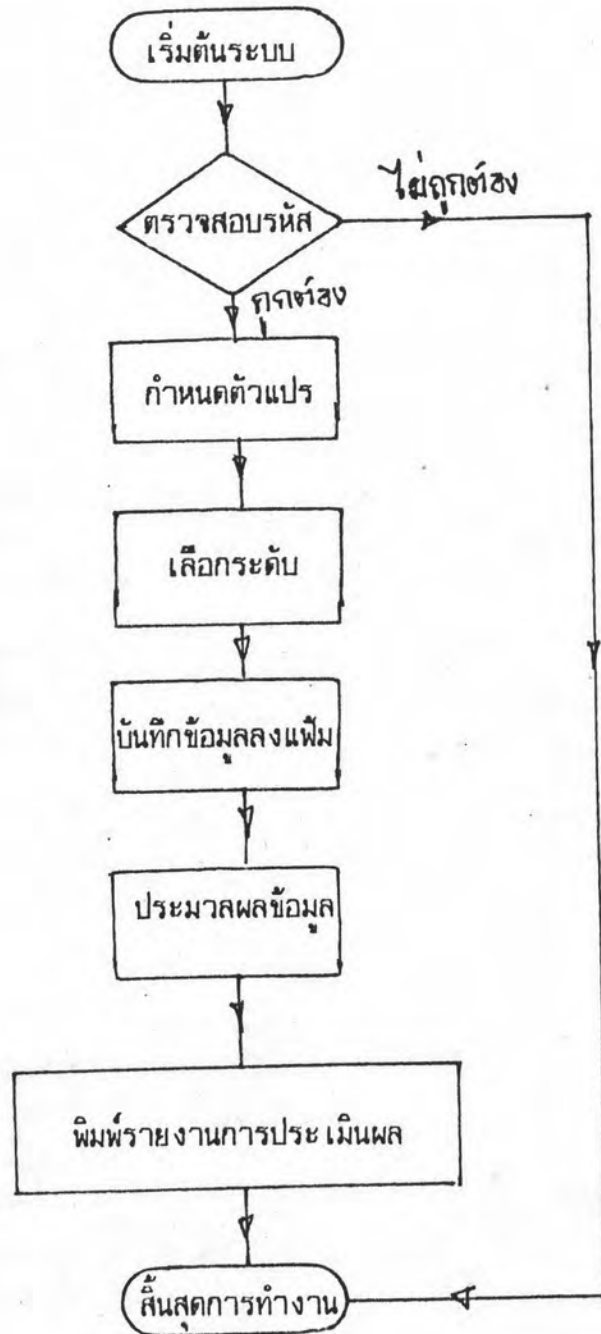 เริ่มต้นระบบ
ไม่ถูกต้อง
ตรวจสอบรหัส
ถูกต้อง
กำหนดตัวแปร
เลือกระดับ
บันทึกข้อมูลลงแฟ้ม
ประมวลผลข้อมูล
พิมพ์รายงานการประเมินผล
สิ้นสุดการทำงาน